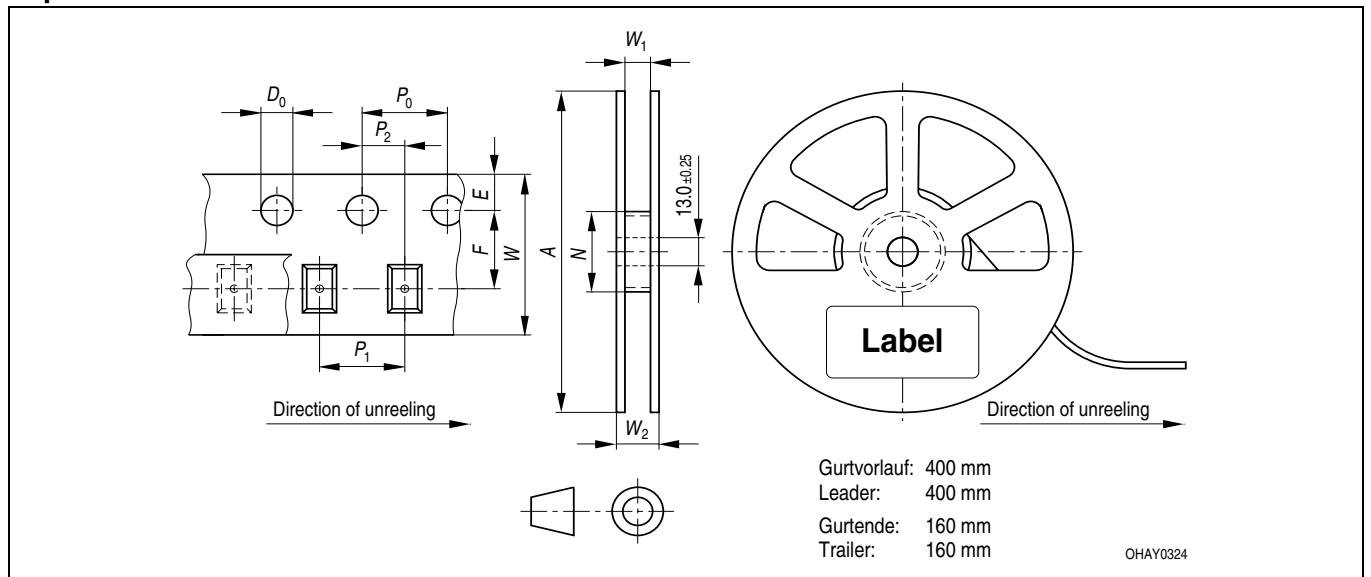 W1
D0
P0
P2
E
F
W
A
N
13.0 ±0.25
P1
Label
Direction of unreeling
W2
Direction of unreeling
Gurtvorlauf: 400 mm
Leader: 400 mm
Gurtende: 160 mm
Trailer: 160 mm
OHAY0324